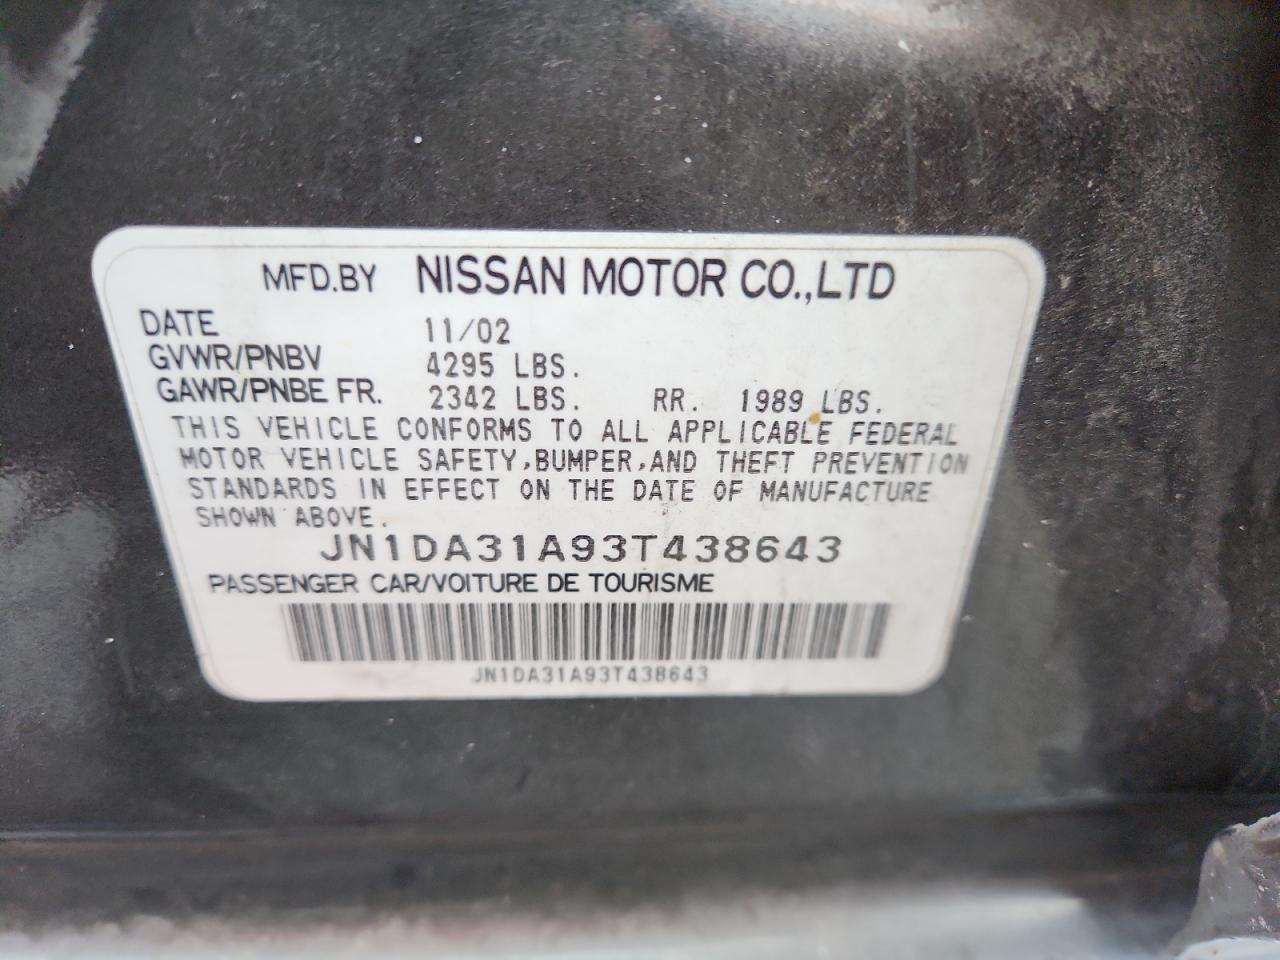 MFD.BY NISSAN MOTOR CO.,LTD
DATE 11/02
GVWR/PNBV 4295 LBS.
GAWR/PNBE FR. 2342 LBS. RR. 1989 LBS.
THIS VEHICLE CONFORMS TO ALL APPLICABLE FEDERAL
MOTOR VEHICLE SAFETY,BUMPER,AND THEFT PREVENTION
STANDARDS IN EFFECT ON THE DATE OF MANUFACTURE
SHOWN ABOVE.
JN1DA31A93T438643
PASSENGER CAR/VOITURE DE TOURISME
JN1DA31A93T438643